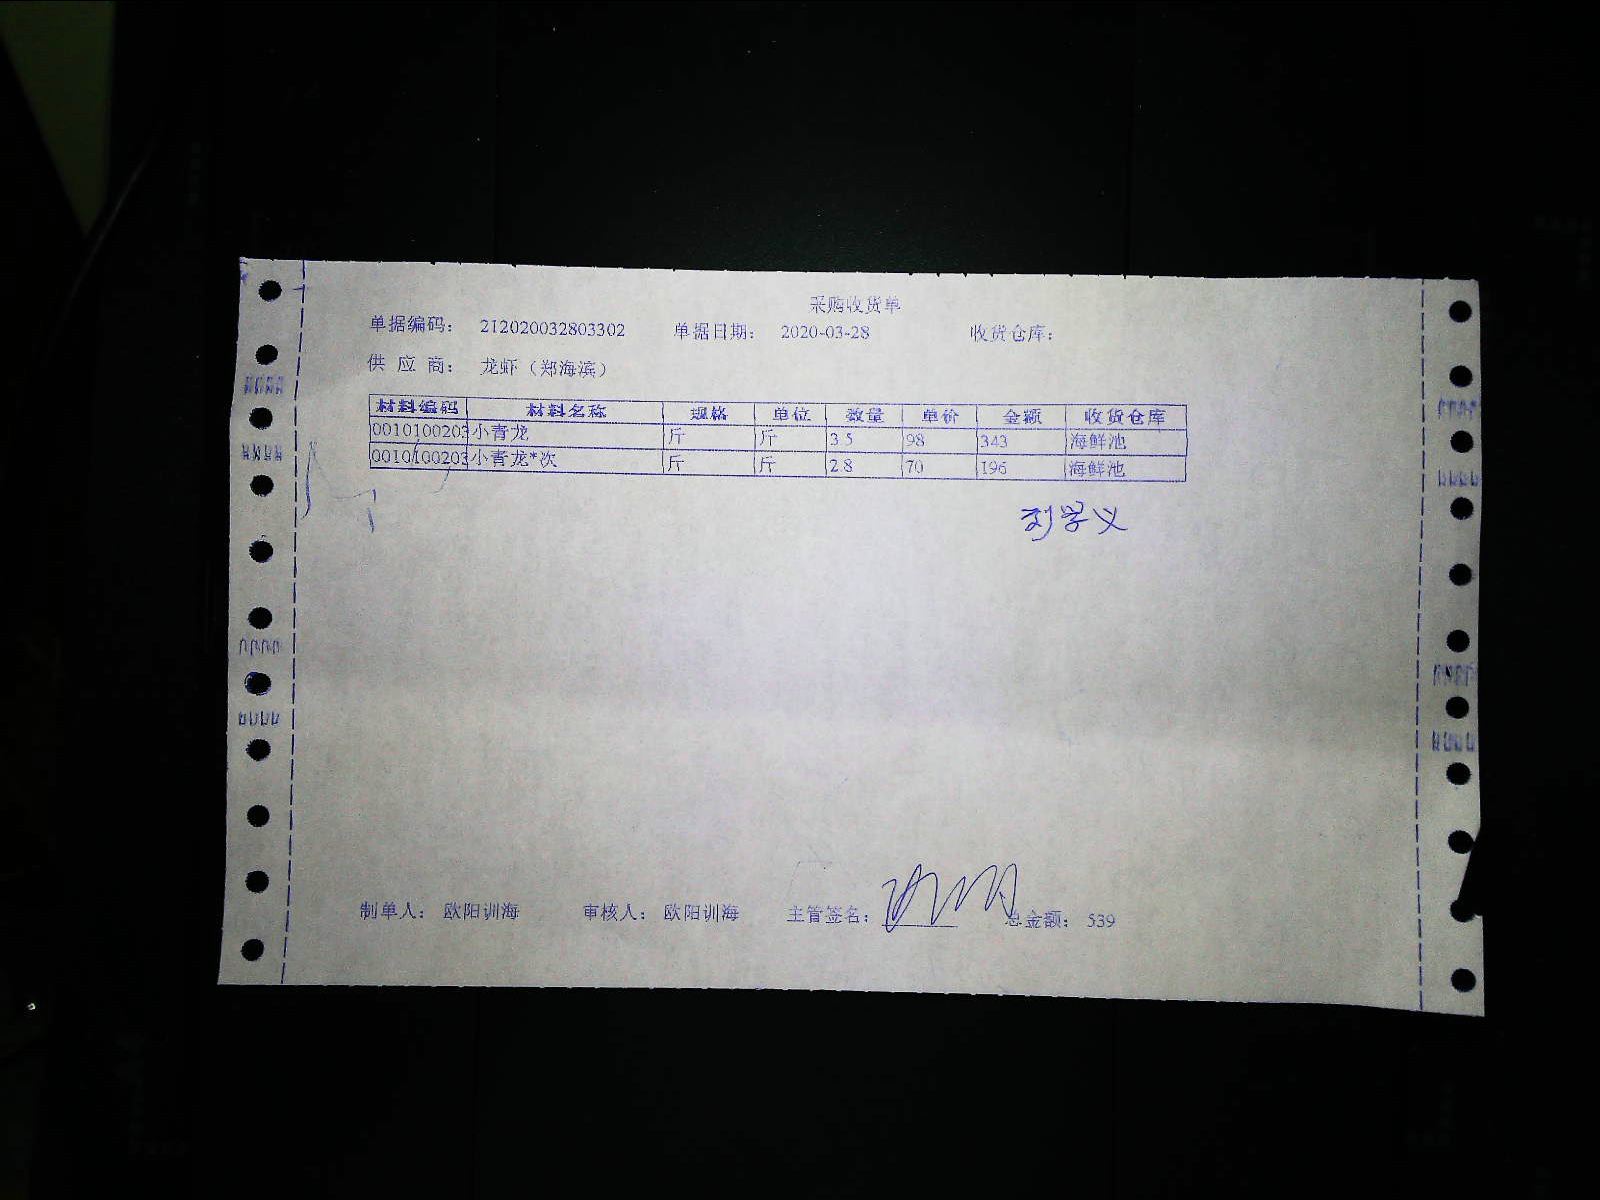 采购收货单
单据编码： 212020032803302 单据日期： 2020-03-28 收货仓库：
供 应 商： 龙虾（郑海滨）
材料编码 材料名称 规格 单位 数量 单价 金额 收货仓库
0010100203 小青龙 斤 斤 3.5 98 343 海鲜池
0010100203 小青龙*次 斤 斤 2.8 70 196 海鲜池
刘学义
制单人： 欧阳训海 审核人： 欧阳训海 主管签名： 总金额： 539